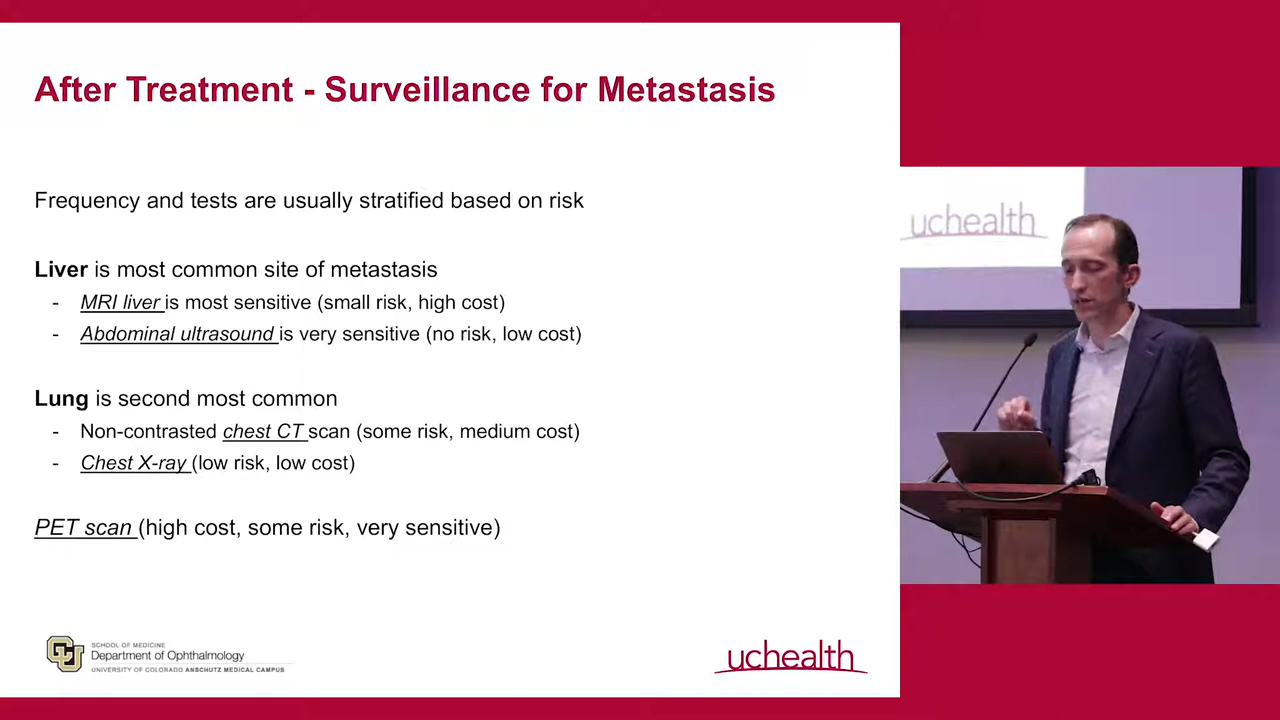 After Treatment - Surveillance for Metastasis
Frequency and tests are usually stratified based on risk
Liver is most common site of metastasis
- MRI liver is most sensitive (small risk, high cost)
- Abdominal ultrasound is very sensitive (no risk, low cost)
Lung is second most common
- Non-contrasted chest CT scan (some risk, medium cost)
- Chest X-ray (low risk, low cost)
PET scan (high cost, some risk, very sensitive)
CU
SCHOOL OF MEDICINE
Department of Ophthalmology
UNIVERSITY OF COLORADO ANSCHUTZ MEDICAL CAMPUS
uchealth
uchealth